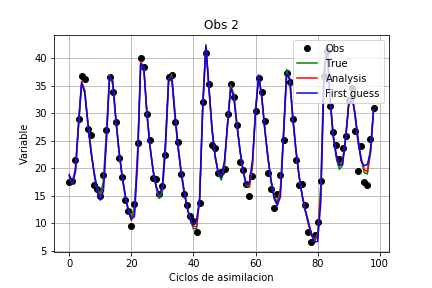 Obs 2
Obs
True
Analysis
First guess
Variable
40
35
30
25
20
15
10
5
0 20 40 60 80 100
Ciclos de asimilacion